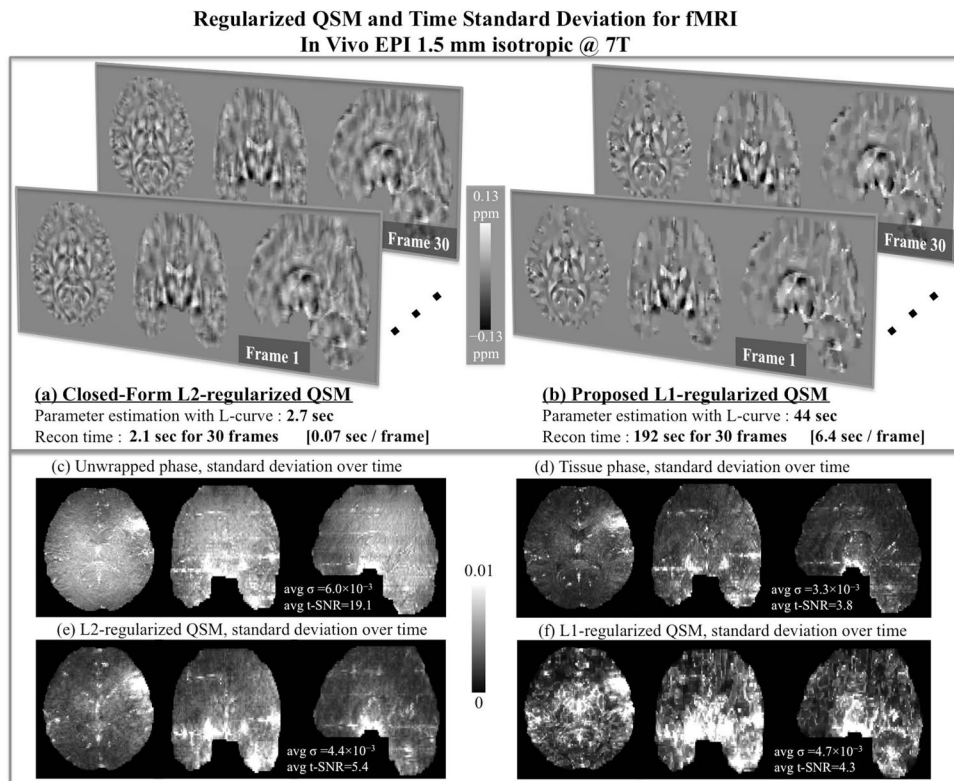 Regularized QSM and Time Standard Deviation for fMRI
In Vivo EPI 1.5 mm isotropic @ 7T
Frame 30
Frame 1
0.13
ppm
−0.13
ppm
Frame 30
Frame 1
(a) Closed-Form L2-regularized QSM
Parameter estimation with L-curve : 2.7 sec
Recon time : 2.1 sec for 30 frames [0.07 sec / frame]
(b) Proposed L1-regularized QSM
Parameter estimation with L-curve : 44 sec
Recon time : 192 sec for 30 frames [6.4 sec / frame]
(c) Unwrapped phase, standard deviation over time
avg σ =6.0×10⁻³
avg t-SNR=19.1
(d) Tissue phase, standard deviation over time
avg σ =3.3×10⁻³
avg t-SNR=3.8
0.01
0
(e) L2-regularized QSM, standard deviation over time
avg σ =4.4×10⁻³
avg t-SNR=5.4
(f) L1-regularized QSM, standard deviation over time
avg σ =4.7×10⁻³
avg t-SNR=4.3